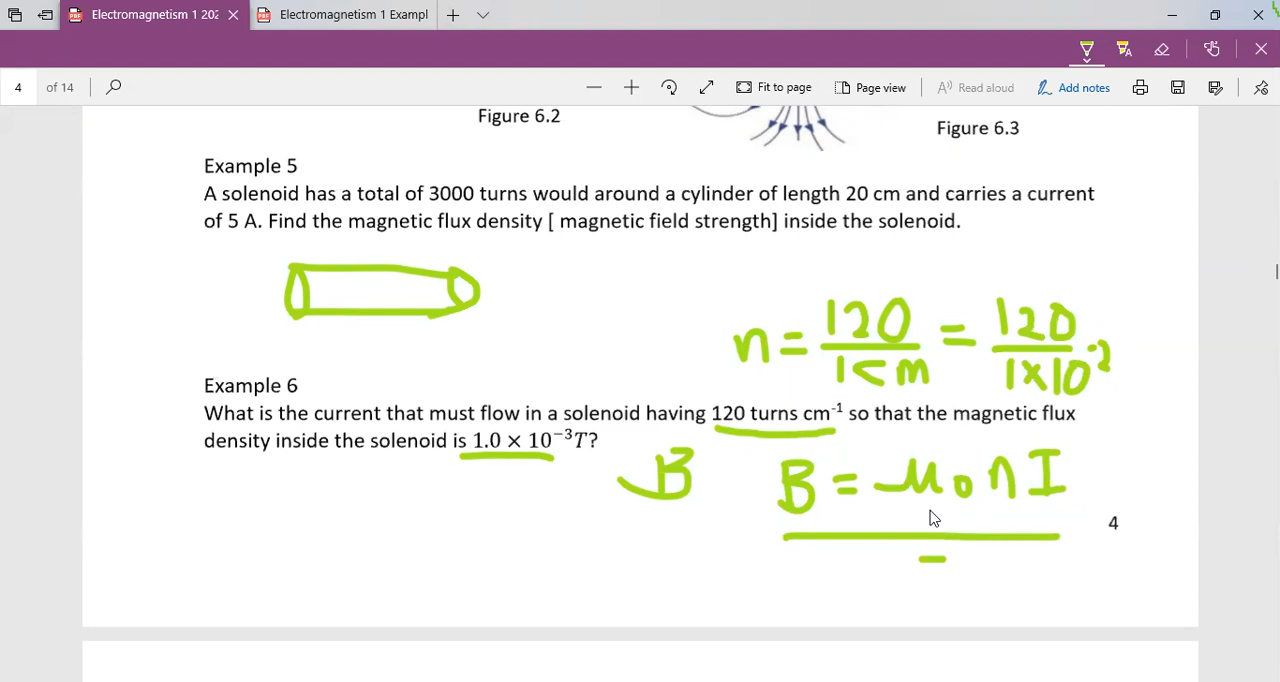 Electromagnetism 1 202
Electromagnetism 1 Exampl
4 of 14
Fit to page
Page view
Read aloud
Add notes
Figure 6.2
Figure 6.3
Example 5
A solenoid has a total of 3000 turns would around a cylinder of length 20 cm and carries a current
of 5 A. Find the magnetic flux density [ magnetic field strength] inside the solenoid.
n = 120/1cm = 120/1×10⁻²
Example 6
What is the current that must flow in a solenoid having 120 turns cm⁻¹ so that the magnetic flux
density inside the solenoid is 1.0 × 10⁻³T?
B
B = μ₀nI
4